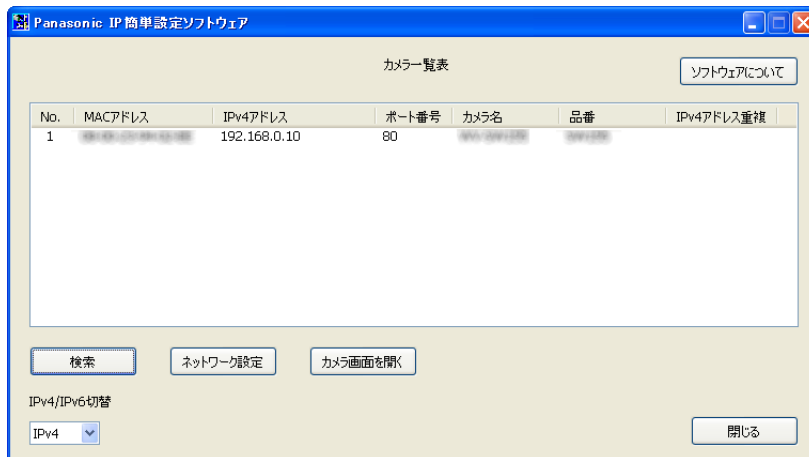 Panasonic IP簡単設定ソフトウェア
カメラ一覧表
ソフトウェアについて
No. MACアドレス IPv4アドレス ポート番号 カメラ名 品番 IPv4アドレス重複
1 192.168.0.10 80
検索 ネットワーク設定 カメラ画面を開く
IPv4/IPv6切替
IPv4
閉じる